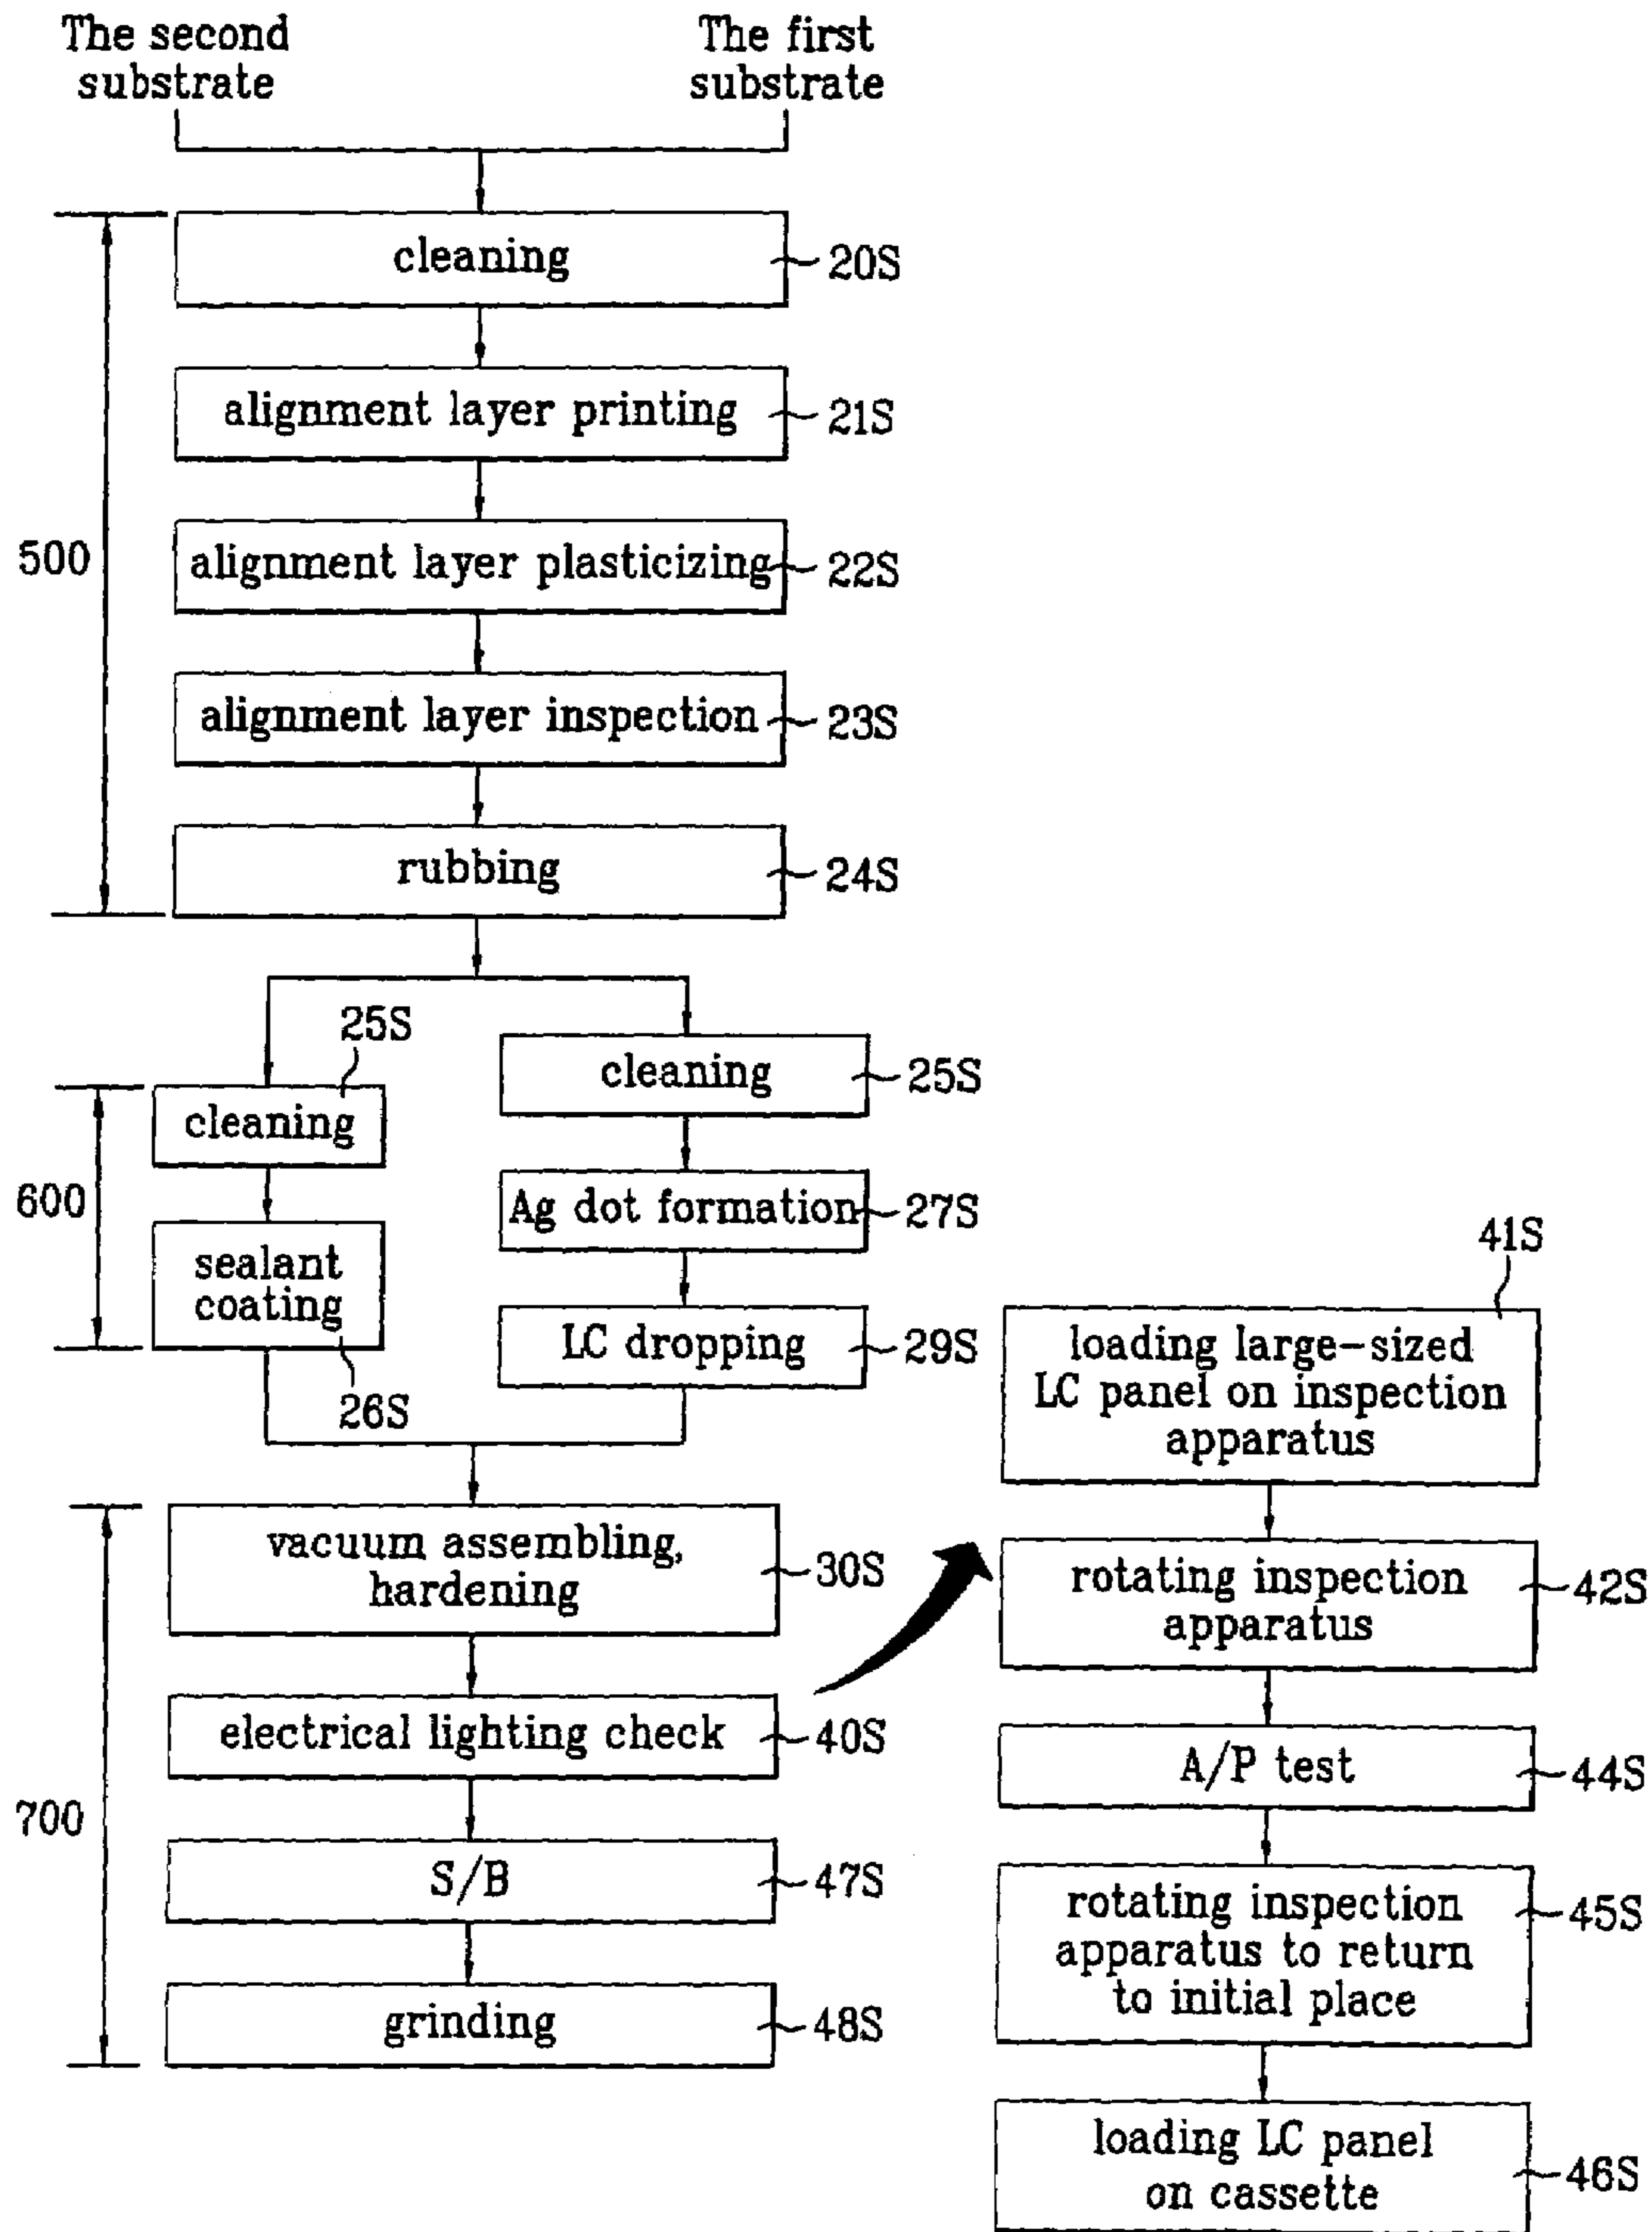 The second
substrate
The first
substrate
cleaning
20S
alignment layer printing
21S
500
alignment layer plasticizing
22S
alignment layer inspection
23S
rubbing
24S
25S
cleaning
cleaning
25S
600
Ag dot formation
27S
sealant
coating
26S
LC dropping
29S
vacuum assembling,
hardening
30S
electrical lighting check
40S
700
S/B
47S
grinding
48S
41S
loading large-sized
LC panel on inspection
apparatus
rotating inspection
apparatus
42S
A/P test
44S
rotating inspection
apparatus to return
to initial place
45S
loading LC panel
on cassette
46S